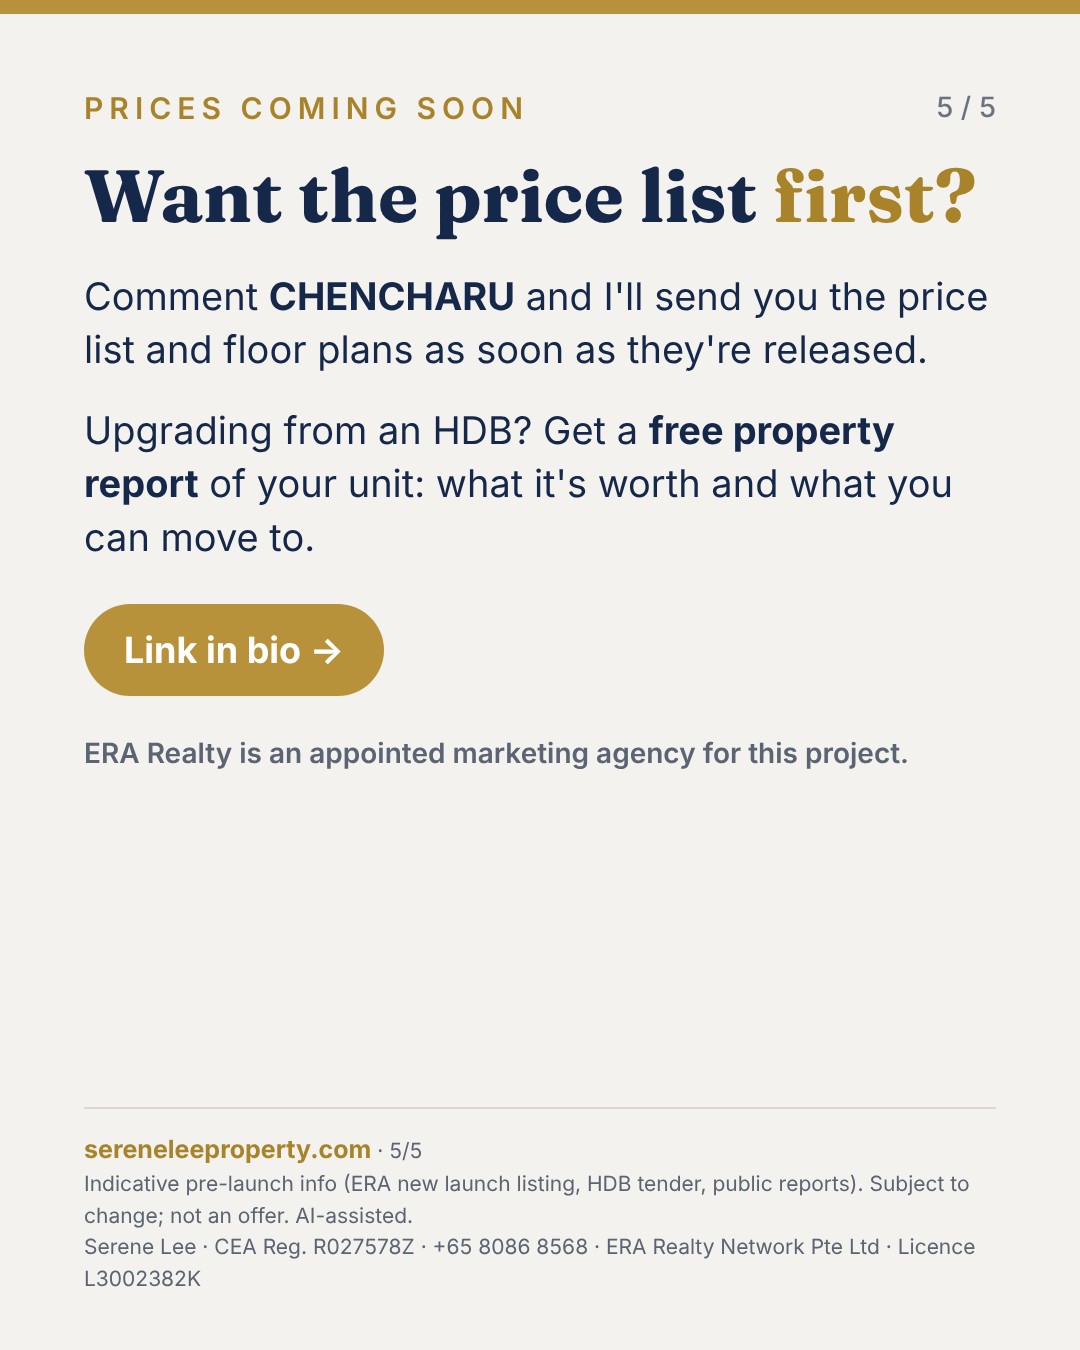 PRICES COMING SOON
5 / 5
Want the price list first?
Comment CHENCHARU and I'll send you the price
list and floor plans as soon as they're released.
Upgrading from an HDB? Get a free property
report of your unit: what it's worth and what you
can move to.
Link in bio →
ERA Realty is an appointed marketing agency for this project.
sereneleeproperty.com · 5/5
Indicative pre-launch info (ERA new launch listing, HDB tender, public reports). Subject to
change; not an offer. AI-assisted.
Serene Lee · CEA Reg. R027578Z · +65 8086 8568 · ERA Realty Network Pte Ltd · Licence
L3002382K